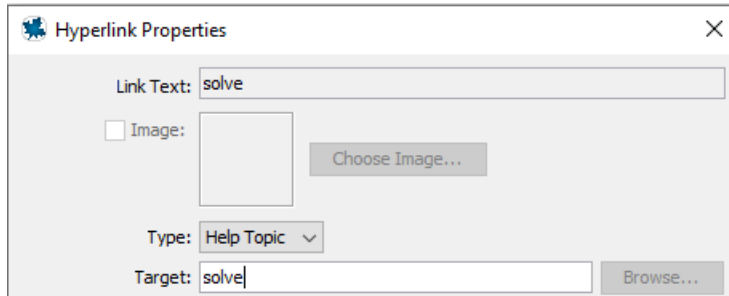 Hyperlink Properties
Link Text: solve
Image:
Choose Image...
Type: Help Topic
Target: solve Browse...